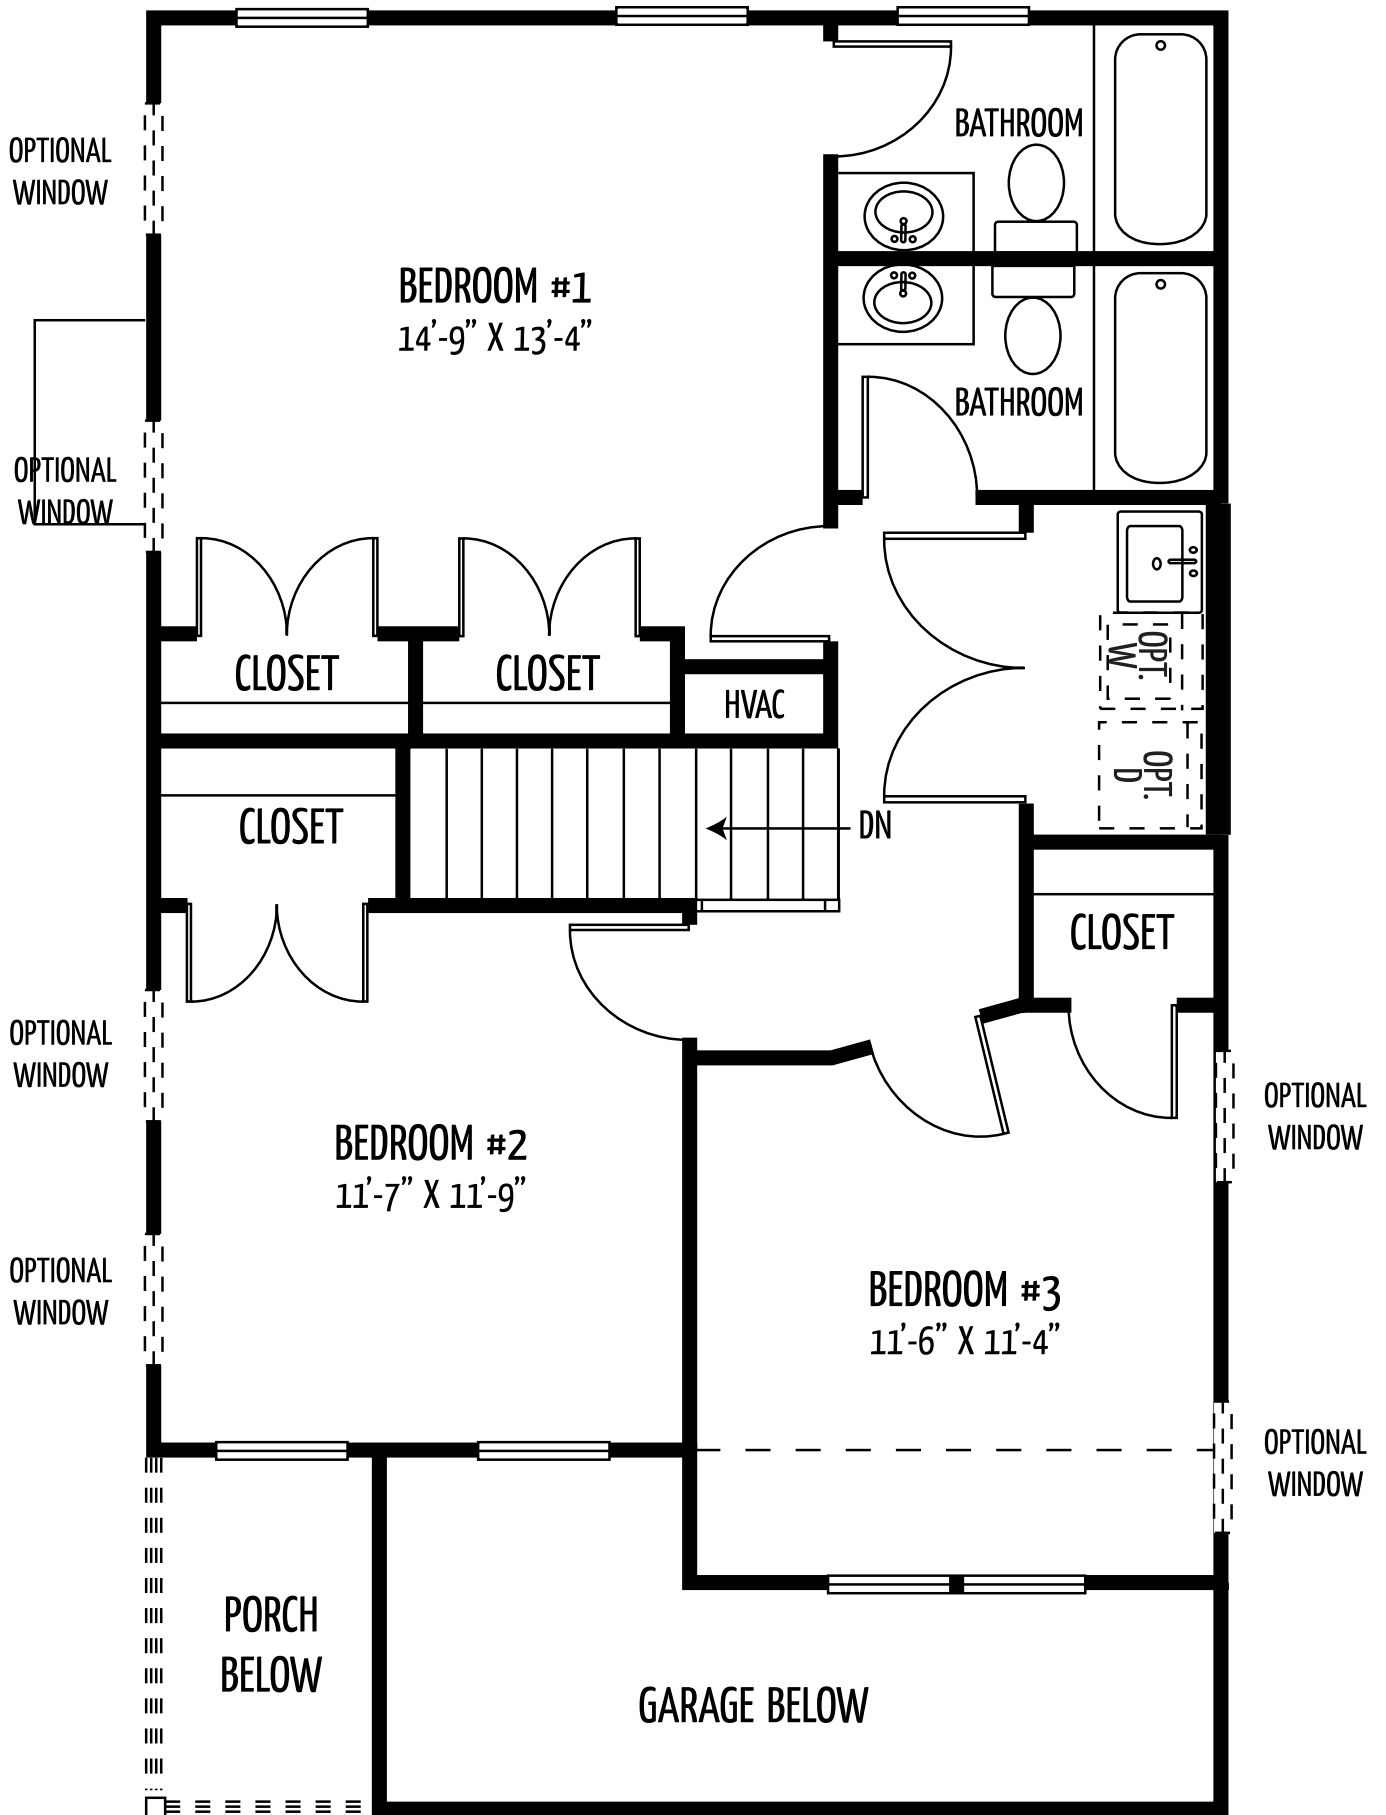 OPTIONAL
WINDOW
BATHROOM
BEDROOM #1
14'-9” X 13'-4”
BATHROOM
OPTIONAL
WINDOW
CLOSET
CLOSET
HVAC
OPT.
W
OPT.
D
CLOSET
DN
CLOSET
OPTIONAL
WINDOW
OPTIONAL
WINDOW
BEDROOM #2
11'-7” X 11'-9”
OPTIONAL
WINDOW
BEDROOM #3
11'-6” X 11'-4”
OPTIONAL
WINDOW
PORCH
BELOW
GARAGE BELOW